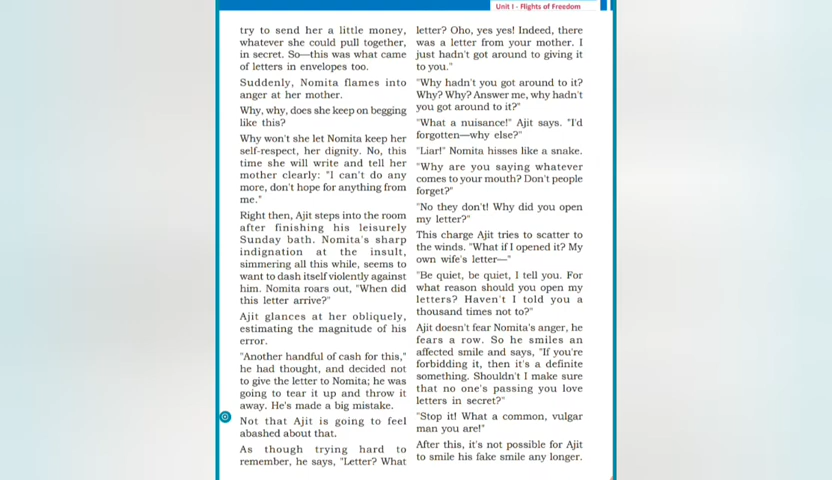 Unit I - Flights of Freedom
try to send her a little money,
whatever she could pull together,
in secret. So—this was what came
of letters in envelopes too.
Suddenly, Nomita flames into
anger at her mother.
Why, why, does she keep on begging
like this?
Why won't she let Nomita keep her
self-respect, her dignity. No, this
time she will write and tell her
mother clearly: "I can't do any
more, don't hope for anything from
me."
Right then, Ajit steps into the room
after finishing his leisurely
Sunday bath. Nomita's sharp
indignation at the insult,
simmering all this while, seems to
want to dash itself violently against
him. Nomita roars out, "When did
this letter arrive?"
Ajit glances at her obliquely,
estimating the magnitude of his
error.
"Another handful of cash for this,"
he had thought, and decided not
to give the letter to Nomita; he was
going to tear it up and throw it
away. He's made a big mistake.
Not that Ajit is going to feel
abashed about that.
As though trying hard to
remember, he says, "Letter? What
letter? Oho, yes yes! Indeed, there
was a letter from your mother. I
just hadn't got around to giving it
to you."
"Why hadn't you got around to it?
Why? Why? Answer me, why hadn't
you got around to it?"
"What a nuisance!" Ajit says. "I'd
forgotten—why else?"
"Liar!" Nomita hisses like a snake.
"Why are you saying whatever
comes to your mouth? Don't people
forget?"
"No they don't! Why did you open
my letter?"
This charge Ajit tries to scatter to
the winds. "What if I opened it? My
own wife's letter—"
"Be quiet, be quiet, I tell you. For
what reason should you open my
letters? Haven't I told you a
thousand times not to?"
Ajit doesn't fear Nomita's anger, he
fears a row. So he smiles an
affected smile and says, "If you're
forbidding it, then it's a definite
something. Shouldn't I make sure
that no one's passing you love
letters in secret?"
"Stop it! What a common, vulgar
man you are!"
After this, it's not possible for Ajit
to smile his fake smile any longer.